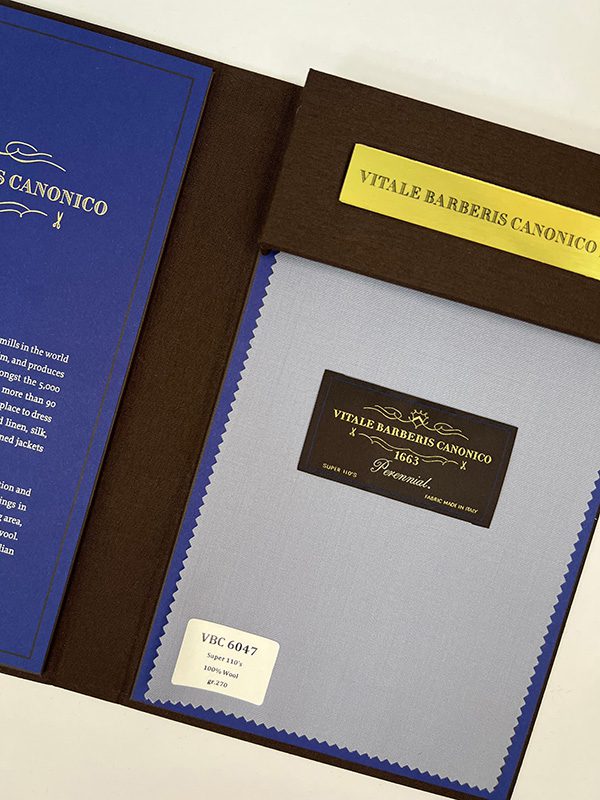 S CANONICO
mills in the world
m, and produces
ongst the 5,000
more than 90
place to dress
d linen, silk,
ned jackets
tion and
ings in
g area,
wool.
lian
VITALE BARBERIS CANONICO
VITALE BARBERIS CANONICO
1663
Perennial.
SUPER 110'S
FABRIC MADE IN ITALY
VBC 6047
Super 110's
100% Wool
gr.270